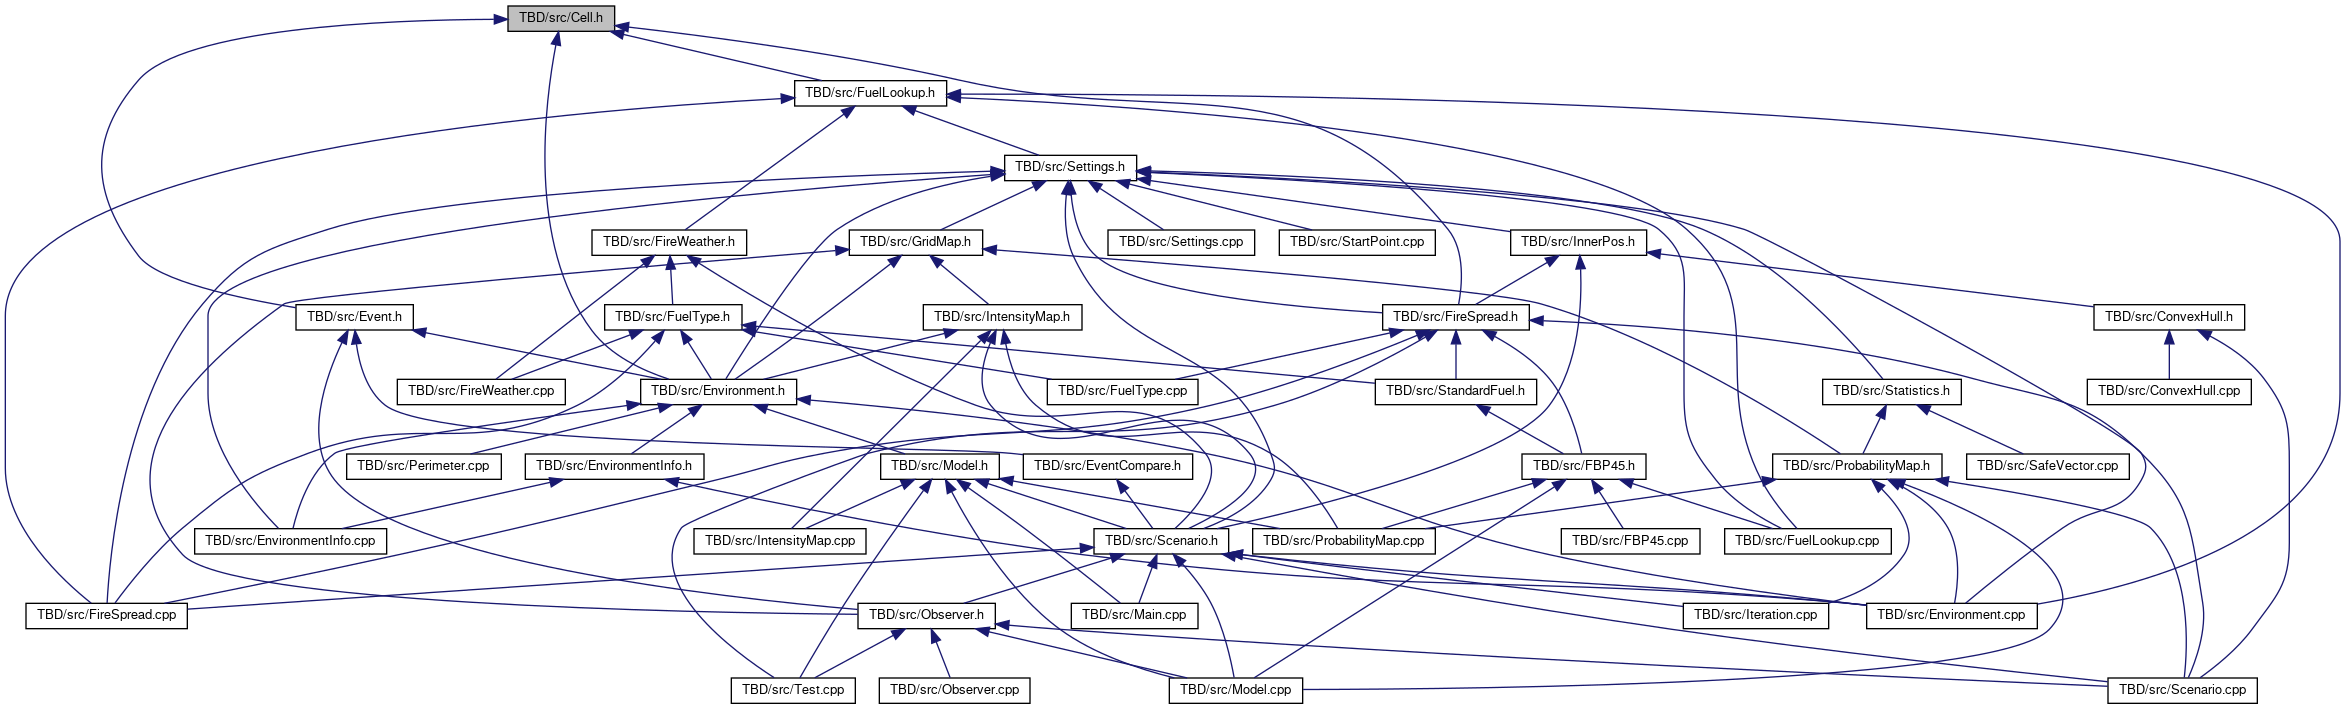 TBD/src/Cell.h
TBD/src/FuelLookup.h
TBD/src/Settings.h
TBD/src/FireWeather.h
TBD/src/GridMap.h
TBD/src/Settings.cpp
TBD/src/StartPoint.cpp
TBD/src/InnerPos.h
TBD/src/Event.h
TBD/src/FuelType.h
TBD/src/IntensityMap.h
TBD/src/FireSpread.h
TBD/src/ConvexHull.h
TBD/src/FireWeather.cpp
TBD/src/Environment.h
TBD/src/FuelType.cpp
TBD/src/StandardFuel.h
TBD/src/Statistics.h
TBD/src/ConvexHull.cpp
TBD/src/Perimeter.cpp
TBD/src/EnvironmentInfo.h
TBD/src/Model.h
TBD/src/EventCompare.h
TBD/src/FBP45.h
TBD/src/ProbabilityMap.h
TBD/src/SafeVector.cpp
TBD/src/EnvironmentInfo.cpp
TBD/src/IntensityMap.cpp
TBD/src/Scenario.h
TBD/src/ProbabilityMap.cpp
TBD/src/FBP45.cpp
TBD/src/FuelLookup.cpp
TBD/src/FireSpread.cpp
TBD/src/Observer.h
TBD/src/Main.cpp
TBD/src/Iteration.cpp
TBD/src/Environment.cpp
TBD/src/Test.cpp
TBD/src/Observer.cpp
TBD/src/Model.cpp
TBD/src/Scenario.cpp